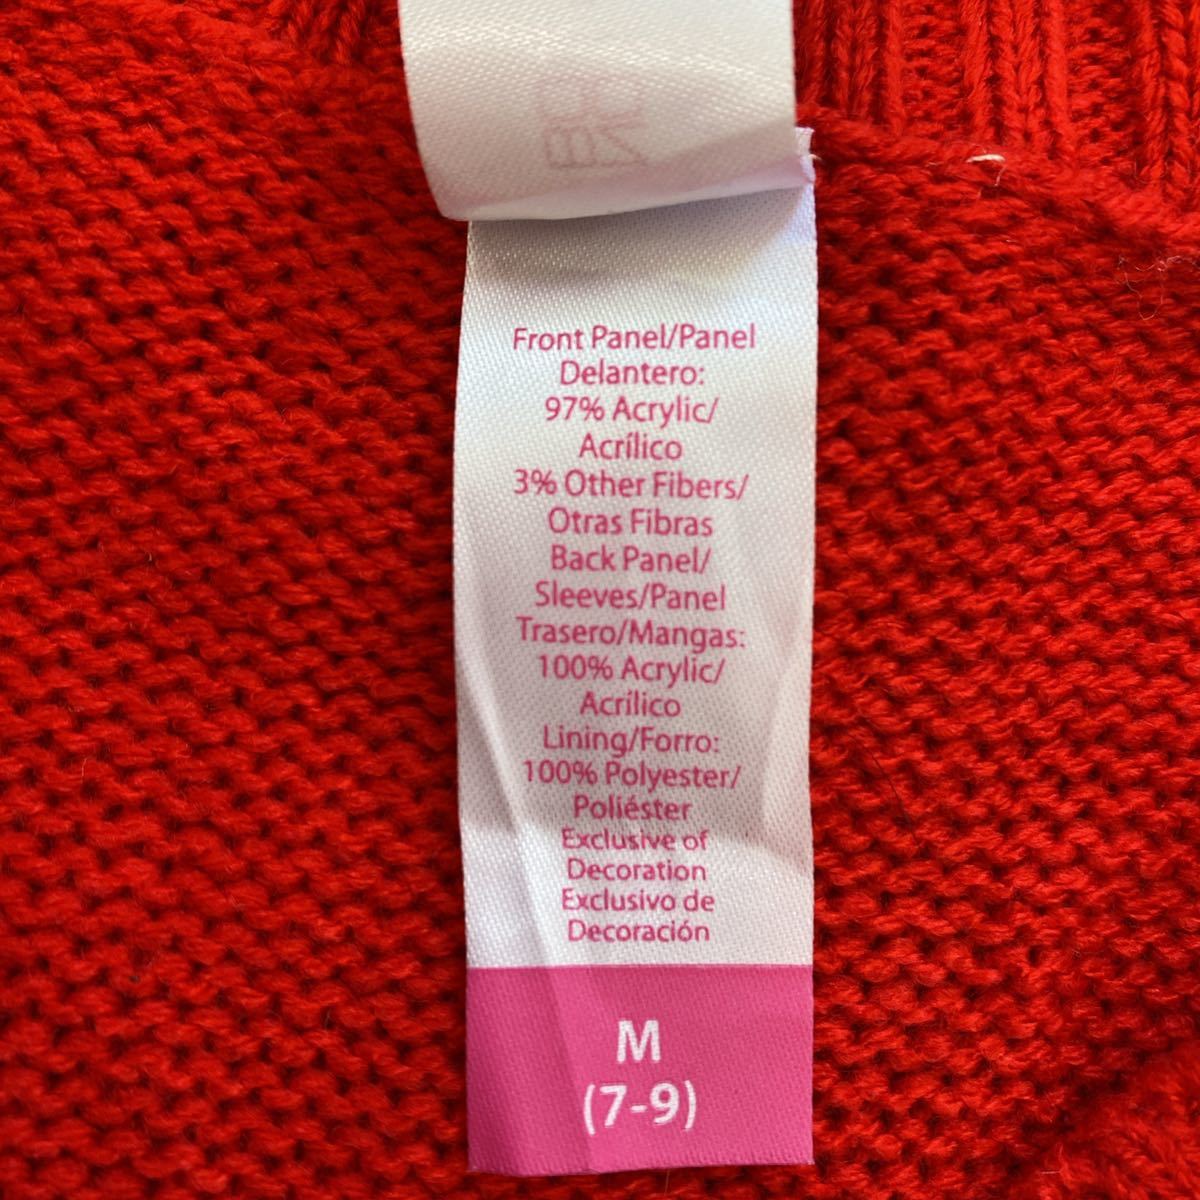 Front Panel/Panel
Delantero:
97% Acrylic/
Acrílico
3% Other Fibers/
Otras Fibras
Back Panel/
Sleeves/Panel
Trasero/Mangas:
100% Acrylic/
Acrílico
Lining/Forro:
100% Polyester/
Poliéster
Exclusive of
Decoration
Exclusivo de
Decoración
M
(7-9)